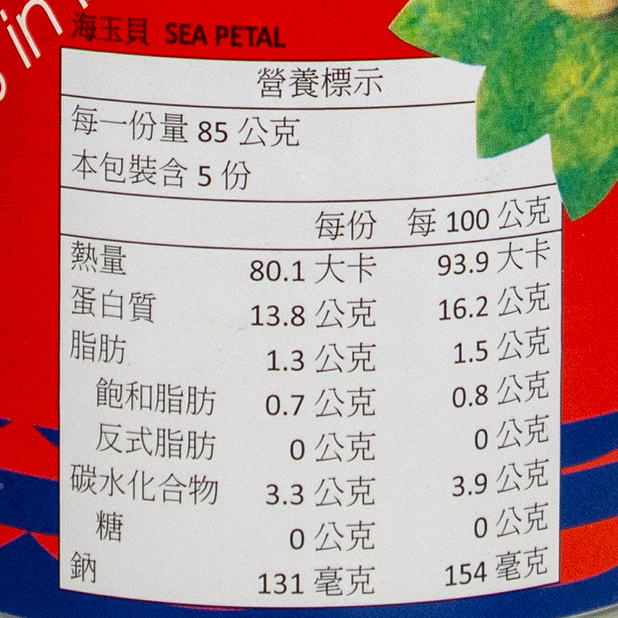 in
海玉貝 SEA PETAL
營養標示
每一份量 85 公克
本包裝含 5 份
每份 每 100 公克
熱量 80.1 大卡 93.9 大卡
蛋白質 13.8 公克 16.2 公克
脂肪 1.3 公克 1.5 公克
飽和脂肪 0.7 公克 0.8 公克
反式脂肪 0 公克 0 公克
碳水化合物 3.3 公克 3.9 公克
糖 0 公克 0 公克
鈉 131 毫克 154 毫克